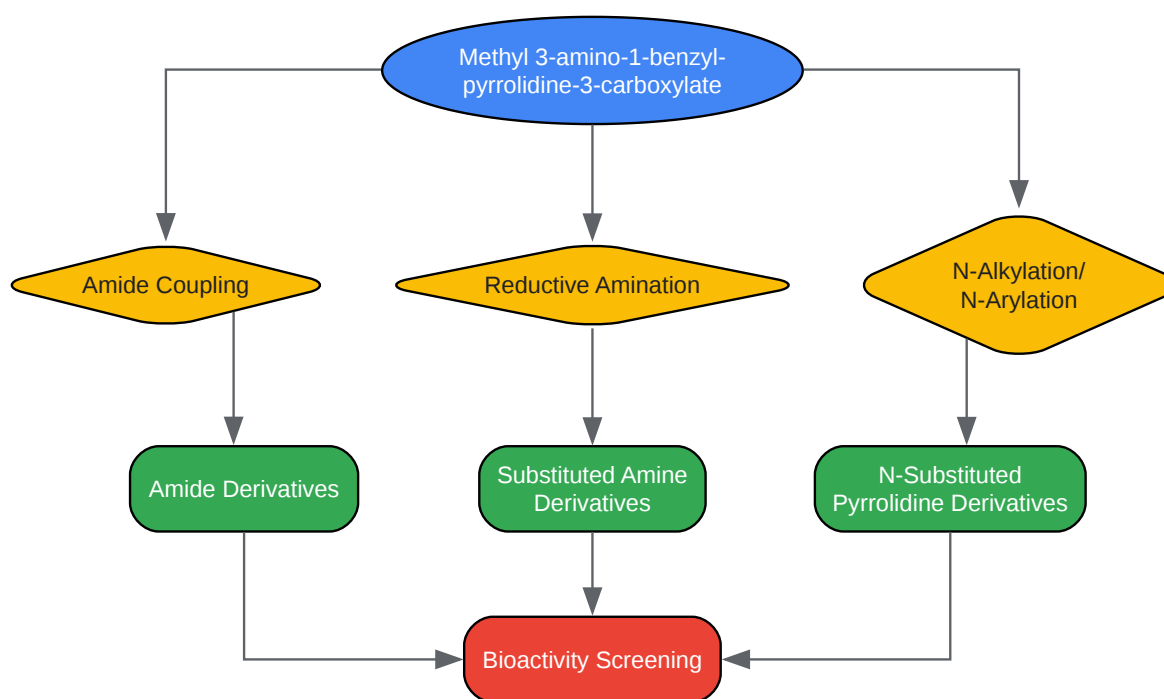 Methyl 3-amino-1-benzyl-
pyrrolidine-3-carboxylate
Amide Coupling
Reductive Amination
N-Alkylation/
N-Arylation
Amide Derivatives
Substituted Amine
Derivatives
N-Substituted
Pyrrolidine Derivatives
Bioactivity Screening